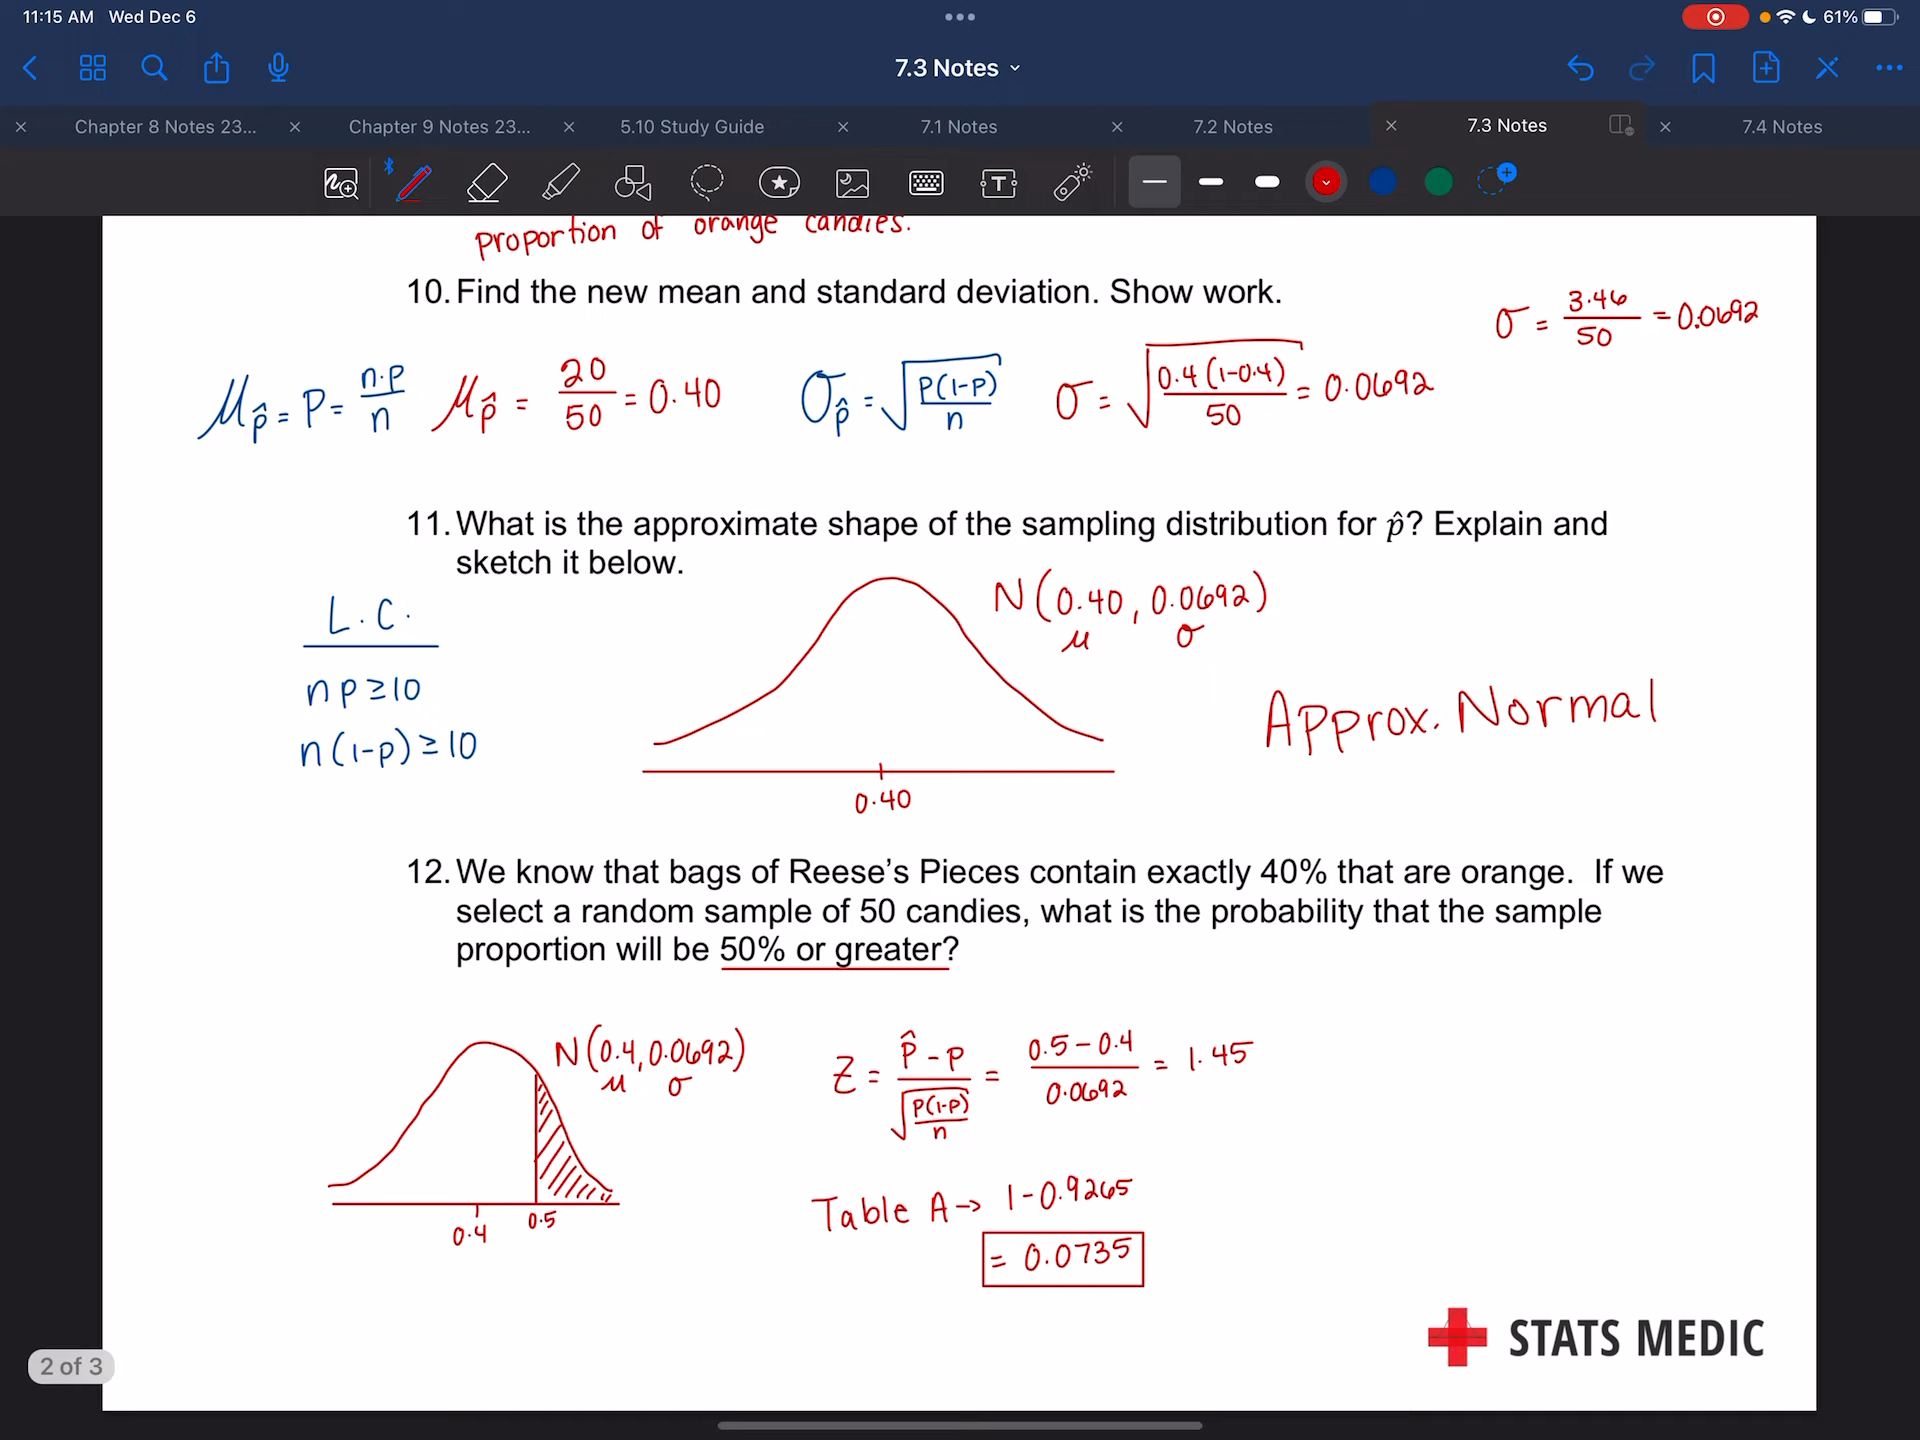 11:15 AM Wed Dec 6
61%
7.3 Notes
Chapter 8 Notes 23...
Chapter 9 Notes 23...
5.10 Study Guide
7.1 Notes
7.2 Notes
7.3 Notes
7.4 Notes
proportion of orange candies.
10. Find the new mean and standard deviation. Show work.
σ = 3.46/50 = 0.0692
μp̂ = p = n·p/n μp̂ = 20/50 = 0.40 σp̂ = √(p(1-p)/n) σ = √(0.4(1-0.4)/50) = 0.0692
11. What is the approximate shape of the sampling distribution for p̂? Explain and
sketch it below.
L.C.
np≥10
n(1-p)≥10
N(0.40, 0.0692)
μ σ
Approx. Normal
0.40
12. We know that bags of Reese's Pieces contain exactly 40% that are orange. If we
select a random sample of 50 candies, what is the probability that the sample
proportion will be 50% or greater?
N(0.4, 0.0692)
μ σ
0.4 0.5
Z = (p̂-p)/√(p(1-p)/n) = (0.5-0.4)/0.0692 = 1.45
Table A→ 1-0.9265
= 0.0735
STATS MEDIC
2 of 3